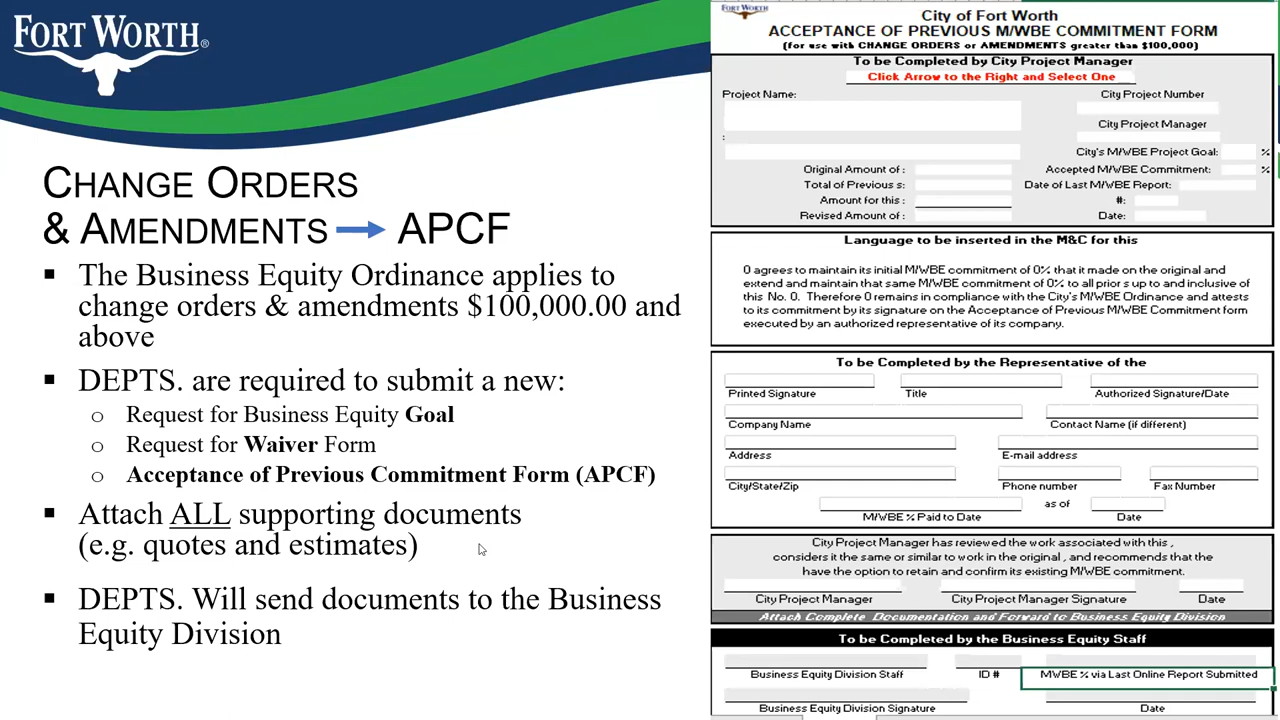 FORT WORTH®
CHANGE ORDERS
& AMENDMENTS → APCF
▪ The Business Equity Ordinance applies to
change orders & amendments $100,000.00 and
above
▪ DEPTS. are required to submit a new:
o Request for Business Equity Goal
o Request for Waiver Form
o Acceptance of Previous Commitment Form (APCF)
▪ Attach ALL supporting documents
(e.g. quotes and estimates)
▪ DEPTS. Will send documents to the Business
Equity Division
FORT WORTH
City of Fort Worth
ACCEPTANCE OF PREVIOUS M/WBE COMMITMENT FORM
(for use with CHANGE ORDERS or AMENDMENTS greater than $100,000)
To be Completed by City Project Manager
Click Arrow to the Right and Select One
Project Name:
City Project Number
City Project Manager
:
City's M/WBE Project Goal: %
Original Amount of : Accepted M/WBE Commitment: %
Total of Previous s: Date of Last M/WBE Report:
Amount for this : #:
Revised Amount of : Date:
Language to be inserted in the M&C for this
0 agrees to maintain its initial M/WBE commitment of 0% that it made on the original and
extend and maintain that same M/WBE commitment of 0% to all prior s up to and inclusive of
this No. 0. Therefore 0 remains in compliance with the City's M/WBE Ordinance and attests
to its commitment by its signature on the Acceptance of Previous M/WBE Commitment form
executed by an authorized representative of its company.
To be Completed by the Representative of the
Printed Signature Title Authorized Signature/Date
Company Name Contact Name (if different)
Address E-mail address
City/State/Zip Phone number Fax Number
as of
M/WBE % Paid to Date Date
City Project Manager has reviewed the work associated with this ,
considers it the same or similar to work in the original , and recommends that the
have the option to retain and confirm its existing M/WBE commitment.
City Project Manager City Project Manager Signature Date
Attach Complete Documentation and Forward to Business Equity Division
To be Completed by the Business Equity Staff
Business Equity Division Staff ID # MWBE % via Last Online Report Submitted
Business Equity Division Signature Date